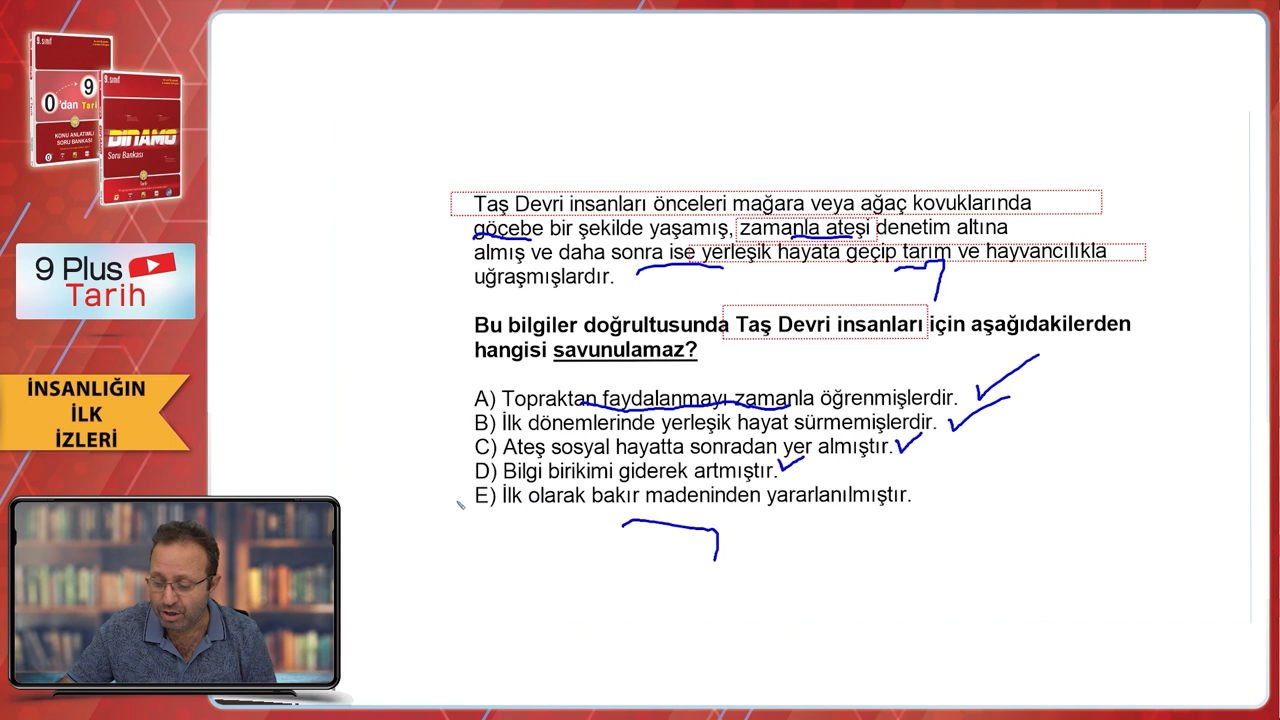 9.sınıf
9
0'dan Tarih
KONU ANLATIMLI
SORU BANKASI
9.sınıf
DİNAMO
Soru Bankası
9 Plus
Tarih
İNSANLIĞIN
İLK
İZLERİ
Taş Devri insanları önceleri mağara veya ağaç kovuklarında
göçebe bir şekilde yaşamış, zamanla ateşi denetim altına
almış ve daha sonra ise yerleşik hayata geçip tarım ve hayvancılıkla
uğraşmışlardır.
Bu bilgiler doğrultusunda Taş Devri insanları için aşağıdakilerden
hangisi savunulamaz?
A) Topraktan faydalanmayı zamanla öğrenmişlerdir.
B) İlk dönemlerinde yerleşik hayat sürmemişlerdir.
C) Ateş sosyal hayatta sonradan yer almıştır.
D) Bilgi birikimi giderek artmıştır.
E) İlk olarak bakır madeninden yararlanılmıştır.